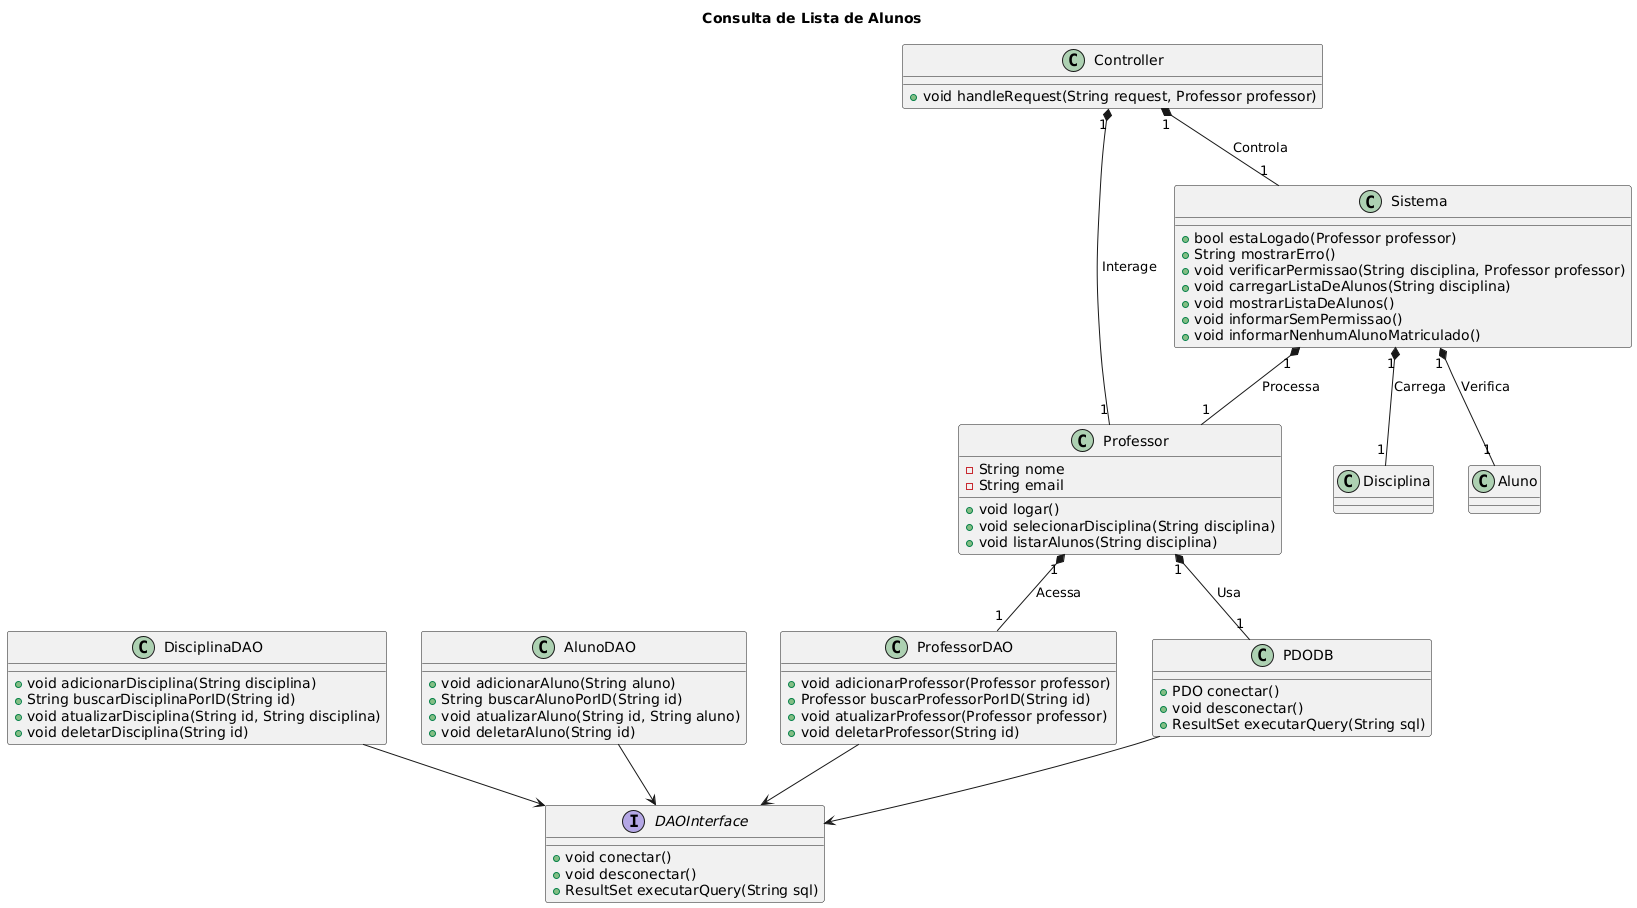 Consulta de Lista de Alunos
C Controller
void handleRequest(String request, Professor professor)
1
1
Controla
1
C Sistema
bool estaLogado(Professor professor)
String mostrarErro()
void verificarPermissao(String disciplina, Professor professor)
void carregarListaDeAlunos(String disciplina)
void mostrarListaDeAlunos()
void informarSemPermissao()
void informarNenhumAlunoMatriculado()
Interage
1
1
1
Processa
Carrega
Verifica
1
1
1
1
C Professor
String nome
String email
void logar()
void selecionarDisciplina(String disciplina)
void listarAlunos(String disciplina)
C Disciplina
C Aluno
1
1
Acessa
Usa
1
1
C DisciplinaDAO
void adicionarDisciplina(String disciplina)
String buscarDisciplinaPorID(String id)
void atualizarDisciplina(String id, String disciplina)
void deletarDisciplina(String id)
C AlunoDAO
void adicionarAluno(String aluno)
String buscarAlunoPorID(String id)
void atualizarAluno(String id, String aluno)
void deletarAluno(String id)
C ProfessorDAO
void adicionarProfessor(Professor professor)
Professor buscarProfessorPorID(String id)
void atualizarProfessor(Professor professor)
void deletarProfessor(String id)
C PDODB
PDO conectar()
void desconectar()
ResultSet executarQuery(String sql)
I DAOInterface
void conectar()
void desconectar()
ResultSet executarQuery(String sql)